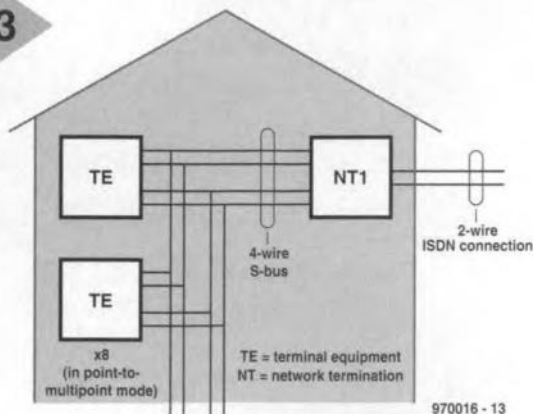 3
TE
NT1
4-wire
S-bus
2-wire
ISDN connection
TE
x8
(in point-to-
multipoint mode)
TE = terminal equipment
NT = network termination
970016 - 13